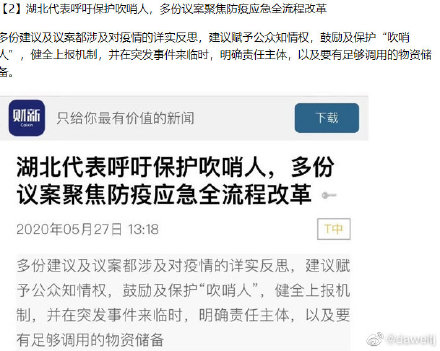 【2】湖北代表呼吁保护吹哨人，多份议案聚焦防疫应急全流程改革
多份建议及议案都涉及对疫情的详实反思，建议赋予公众知情权，鼓励及保护“吹哨
人”，健全上报机制，并在突发事件来临时，明确责任主体，以及要有足够调用的物资储
备。
财新
Caixin
只给你最有价值的新闻
下载
湖北代表呼吁保护吹哨人，多份
议案聚焦防疫应急全流程改革
2020年05月27日 13:18
T中
多份建议及议案都涉及对疫情的详实反思，建议赋
予公众知情权，鼓励及保护“吹哨人”，健全上报机
制，并在突发事件来临时，明确责任主体，以及要
有足够调用的物资储备